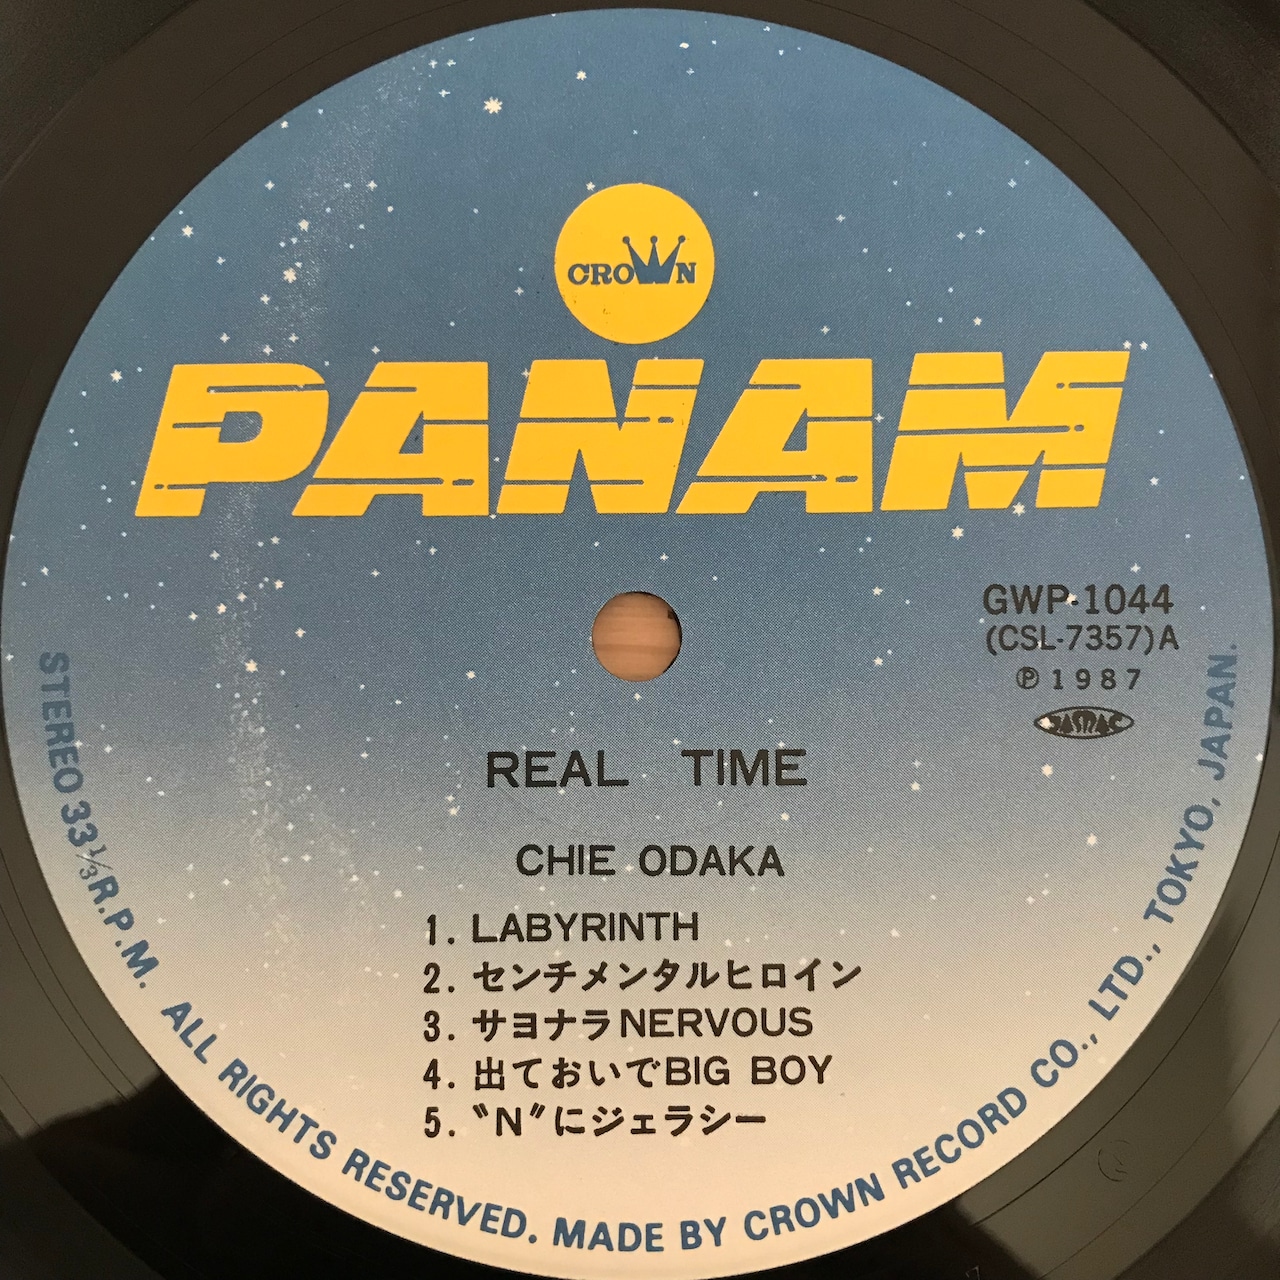 CROWN
PANAM
GWP-1044
(CSL-7357)A
℗1987
JASRAC
REAL TIME
CHIE ODAKA
1. LABYRINTH
2. センチメンタルヒロイン
3. サヨナラNERVOUS
4. 出ておいでBIG BOY
5. 〝N〟にジェラシー
STEREO 33⅓R.P.M. ALL RIGHTS RESERVED. MADE BY CROWN RECORD CO., LTD., TOKYO, JAPAN.